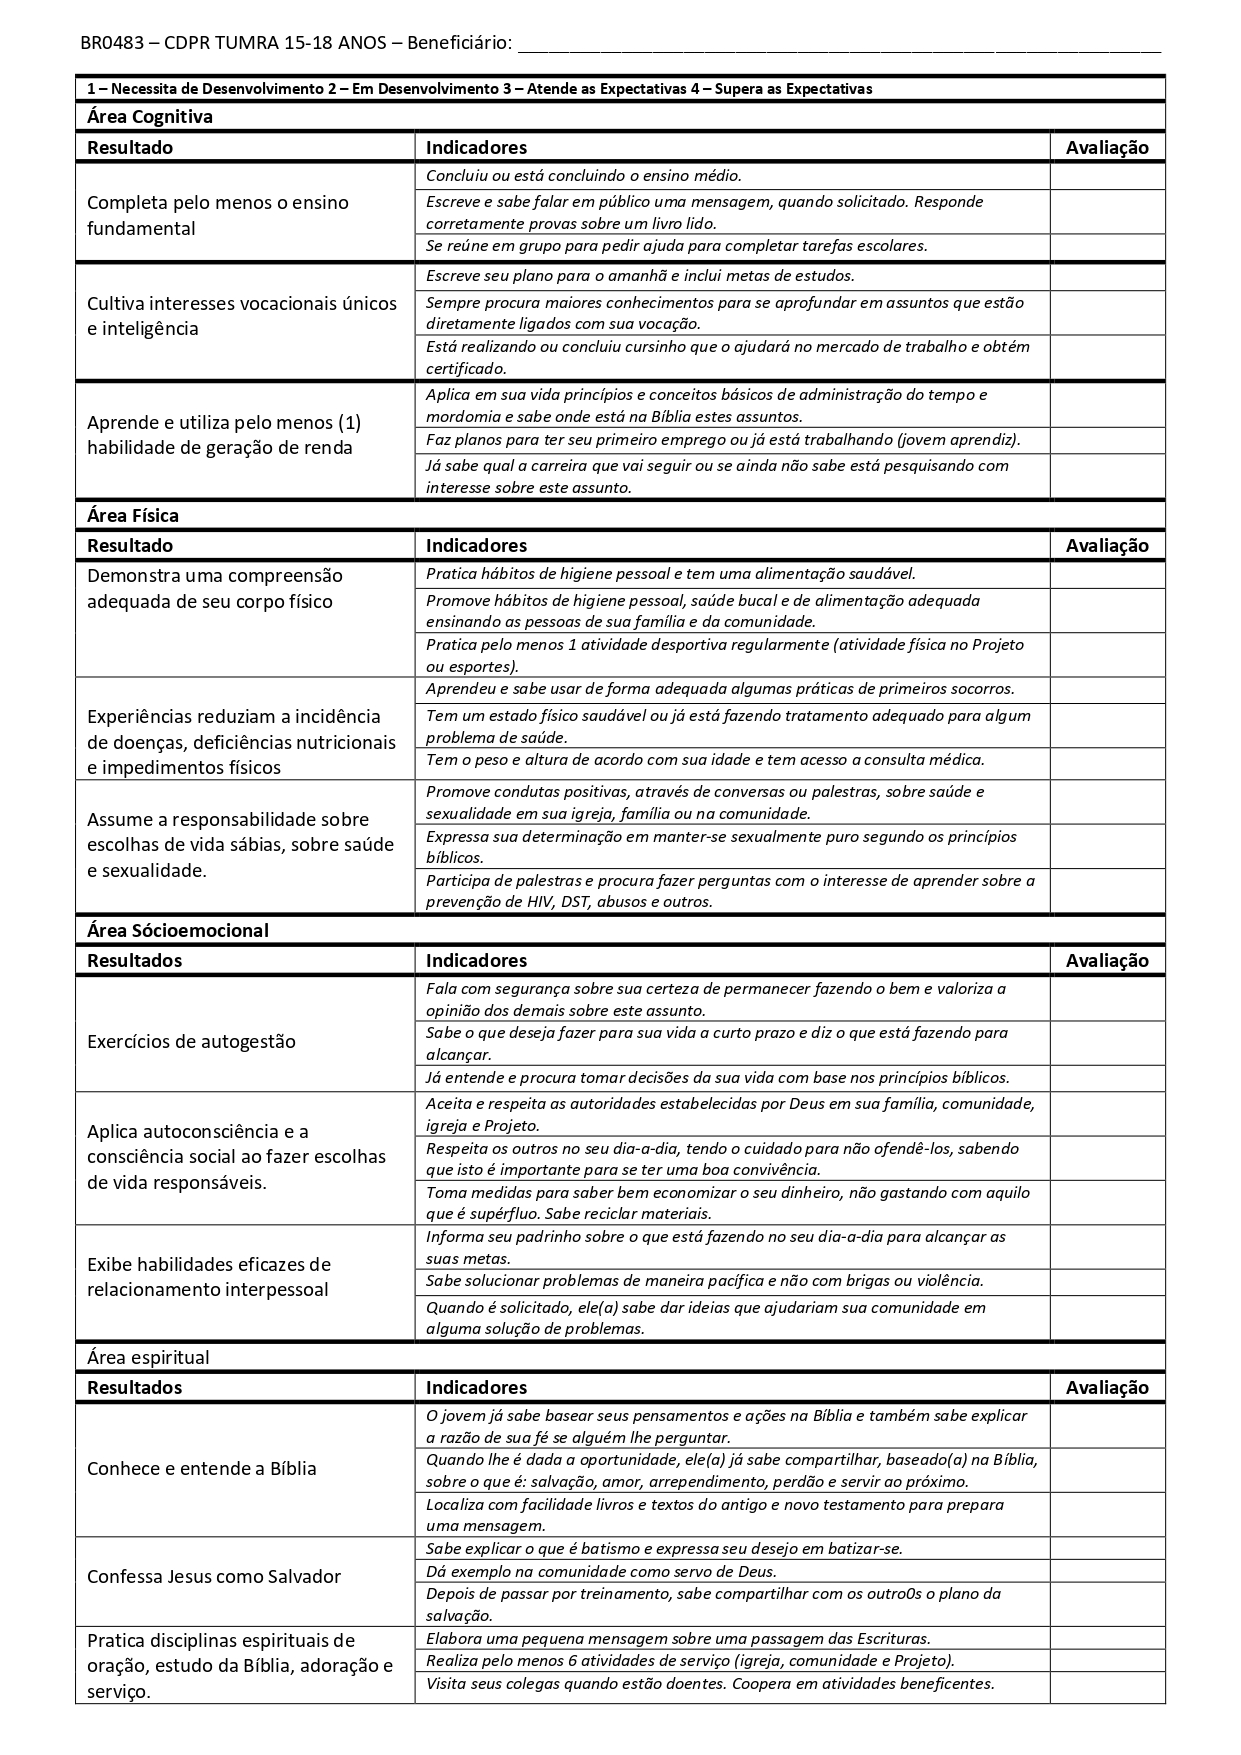 BR0483 – CDPR TUMRA 15-18 ANOS – Beneficiário: ___________________________________________________________
1 – Necessita de Desenvolvimento 2 – Em Desenvolvimento 3 – Atende as Expectativas 4 – Supera as Expectativas
Área Cognitiva
Resultado Indicadores Avaliação
Completa pelo menos o ensino
fundamental
Concluiu ou está concluindo o ensino médio.
Escreve e sabe falar em público uma mensagem, quando solicitado. Responde
corretamente provas sobre um livro lido.
Se reúne em grupo para pedir ajuda para completar tarefas escolares.
Cultiva interesses vocacionais únicos
e inteligência
Escreve seu plano para o amanhã e inclui metas de estudos.
Sempre procura maiores conhecimentos para se aprofundar em assuntos que estão
diretamente ligados com sua vocação.
Está realizando ou concluiu cursinho que o ajudará no mercado de trabalho e obtém
certificado.
Aprende e utiliza pelo menos (1)
habilidade de geração de renda
Aplica em sua vida princípios e conceitos básicos de administração do tempo e
mordomia e sabe onde está na Bíblia estes assuntos.
Faz planos para ter seu primeiro emprego ou já está trabalhando (jovem aprendiz).
Já sabe qual a carreira que vai seguir ou se ainda não sabe está pesquisando com
interesse sobre este assunto.
Área Física
Resultado Indicadores Avaliação
Demonstra uma compreensão
adequada de seu corpo físico
Pratica hábitos de higiene pessoal e tem uma alimentação saudável.
Promove hábitos de higiene pessoal, saúde bucal e de alimentação adequada
ensinando as pessoas de sua família e da comunidade.
Pratica pelo menos 1 atividade desportiva regularmente (atividade física no Projeto
ou esportes).
Experiências reduziam a incidência
de doenças, deficiências nutricionais
e impedimentos físicos
Aprendeu e sabe usar de forma adequada algumas práticas de primeiros socorros.
Tem um estado físico saudável ou já está fazendo tratamento adequado para algum
problema de saúde.
Tem o peso e altura de acordo com sua idade e tem acesso a consulta médica.
Assume a responsabilidade sobre
escolhas de vida sábias, sobre saúde
e sexualidade.
Promove condutas positivas, através de conversas ou palestras, sobre saúde e
sexualidade em sua igreja, família ou na comunidade.
Expressa sua determinação em manter-se sexualmente puro segundo os princípios
bíblicos.
Participa de palestras e procura fazer perguntas com o interesse de aprender sobre a
prevenção de HIV, DST, abusos e outros.
Área Sócioemocional
Resultados Indicadores Avaliação
Exercícios de autogestão
Fala com segurança sobre sua certeza de permanecer fazendo o bem e valoriza a
opinião dos demais sobre este assunto.
Sabe o que deseja fazer para sua vida a curto prazo e diz o que está fazendo para
alcançar.
Já entende e procura tomar decisões da sua vida com base nos princípios bíblicos.
Aplica autoconsciência e a
consciência social ao fazer escolhas
de vida responsáveis.
Aceita e respeita as autoridades estabelecidas por Deus em sua família, comunidade,
igreja e Projeto.
Respeita os outros no seu dia-a-dia, tendo o cuidado para não ofendê-los, sabendo
que isto é importante para se ter uma boa convivência.
Toma medidas para saber bem economizar o seu dinheiro, não gastando com aquilo
que é supérfluo. Sabe reciclar materiais.
Exibe habilidades eficazes de
relacionamento interpessoal
Informa seu padrinho sobre o que está fazendo no seu dia-a-dia para alcançar as
suas metas.
Sabe solucionar problemas de maneira pacífica e não com brigas ou violência.
Quando é solicitado, ele(a) sabe dar ideias que ajudariam sua comunidade em
alguma solução de problemas.
Área espiritual
Resultados Indicadores Avaliação
Conhece e entende a Bíblia
O jovem já sabe basear seus pensamentos e ações na Bíblia e também sabe explicar
a razão de sua fé se alguém lhe perguntar.
Quando lhe é dada a oportunidade, ele(a) já sabe compartilhar, baseado(a) na Bíblia,
sobre o que é: salvação, amor, arrependimento, perdão e servir ao próximo.
Localiza com facilidade livros e textos do antigo e novo testamento para prepara
uma mensagem.
Confessa Jesus como Salvador
Sabe explicar o que é batismo e expressa seu desejo em batizar-se.
Dá exemplo na comunidade como servo de Deus.
Depois de passar por treinamento, sabe compartilhar com os outro0s o plano da
salvação.
Pratica disciplinas espirituais de
oração, estudo da Bíblia, adoração e
serviço.
Elabora uma pequena mensagem sobre uma passagem das Escrituras.
Realiza pelo menos 6 atividades de serviço (igreja, comunidade e Projeto).
Visita seus colegas quando estão doentes. Coopera em atividades beneficentes.